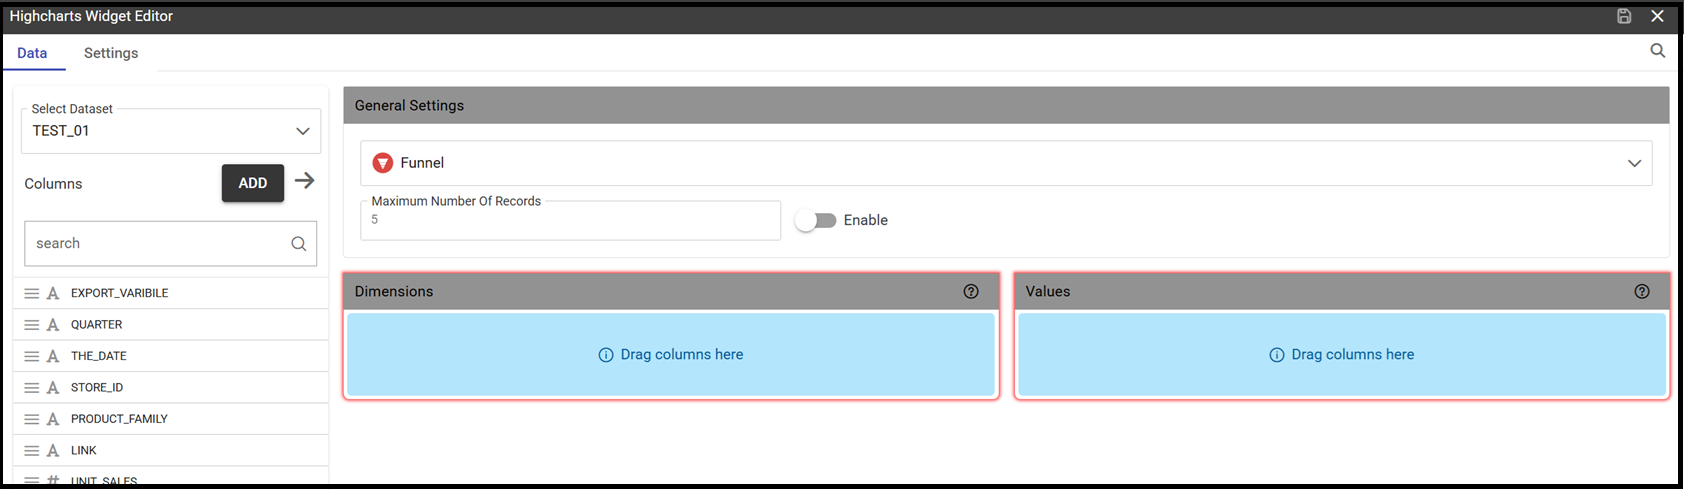 Highcharts Widget Editor
Data Settings
Select Dataset
TEST_01
Columns
ADD
search
A EXPORT_VARIBILE
A QUARTER
A THE_DATE
A STORE_ID
A PRODUCT_FAMILY
A LINK
# UNIT_SALES
General Settings
Funnel
Maximum Number Of Records
5
Enable
Dimensions
Drag columns here
Values
Drag columns here